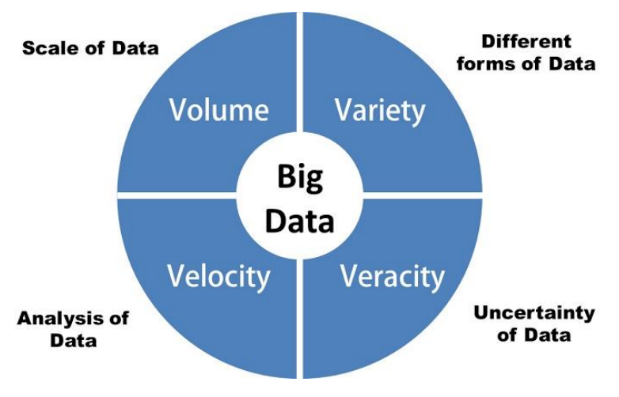 Scale of Data
Different
forms of Data
Volume
Variety
Big
Data
Velocity
Veracity
Analysis of
Data
Uncertainty
of Data